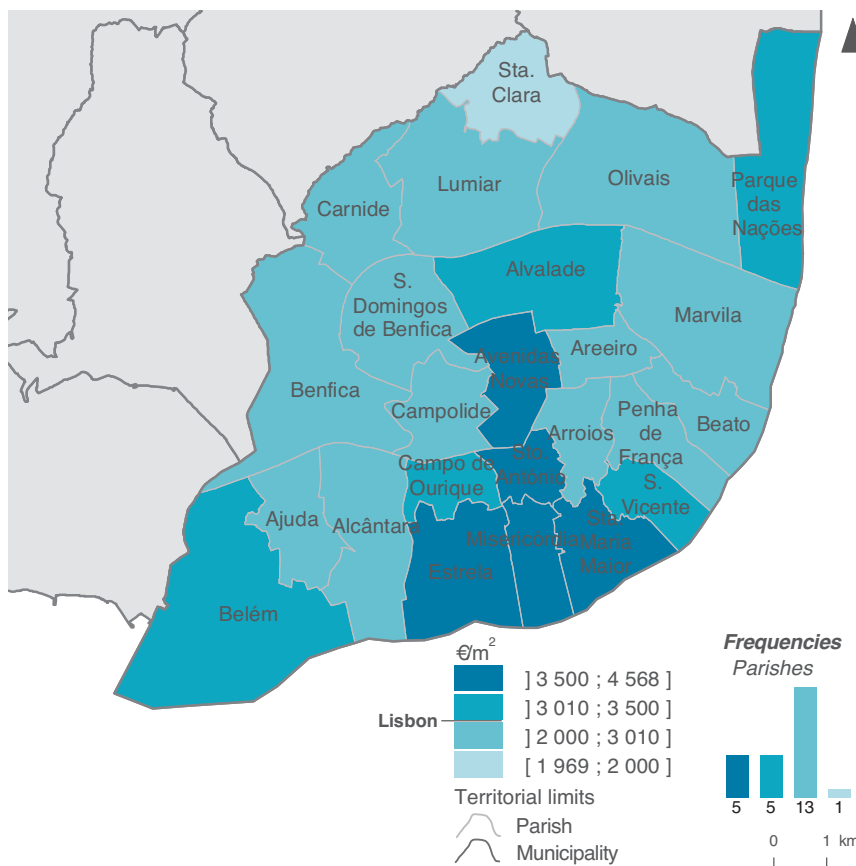 Sta.
Clara
Lumiar
Olivais
Carnide
Parque
das
Nações
Alvalade
S.
Domingos
de Benfica
Marvila
Avenidas
Novas
Areeiro
Benfica
Campolide
Penha
de
França
Beato
Arroios
Sto.
António
Campo de
Ourique
S.
Vicente
Ajuda
Alcântara
Misericórdia
Sta.
Maria
Maior
Estrela
Belém
€/m²
] 3 500 ; 4 568 ]
] 3 010 ; 3 500 ]
Lisbon
] 2 000 ; 3 010 ]
[ 1 969 ; 2 000 ]
Territorial limits
Parish
Municipality
Frequencies
Parishes
5 5 13 1
0 1 km